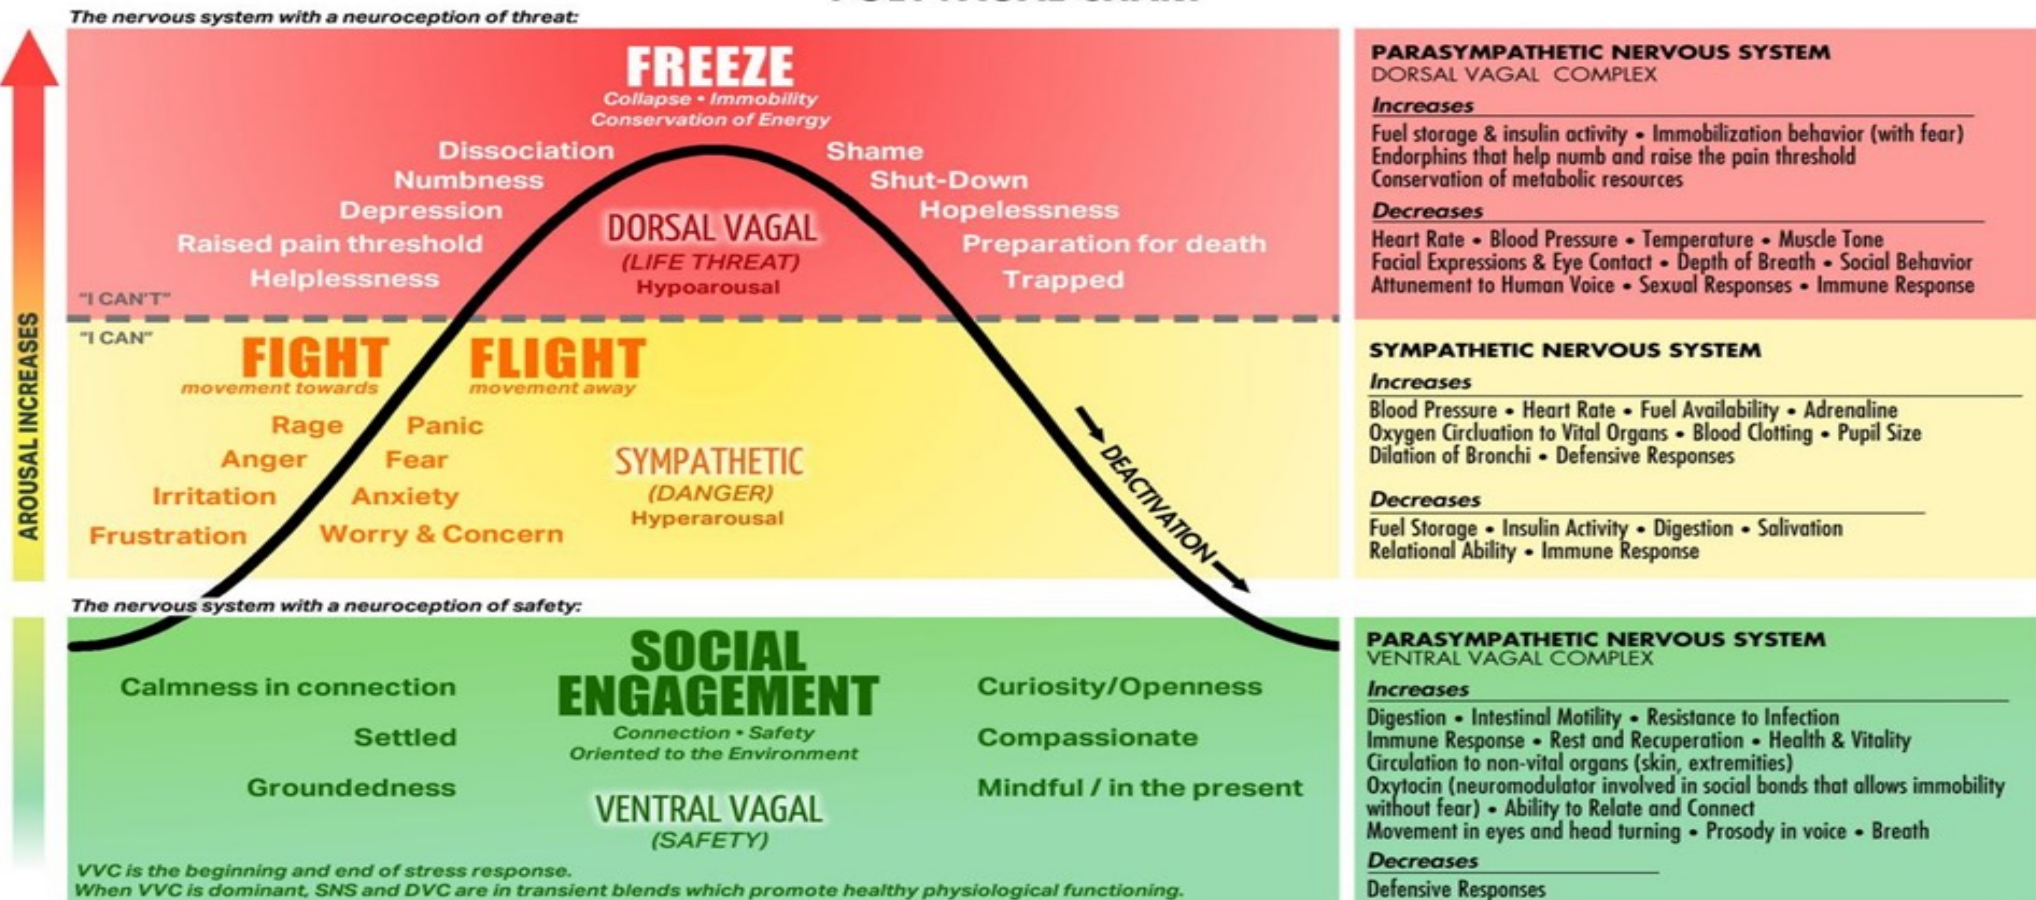 The nervous system with a neuroception of threat:
FREEZE
Collapse • Immobility
Conservation of Energy
Dissociation
Numbness
Depression
Raised pain threshold
Helplessness
Shame
Shut-Down
Hopelessness
Preparation for death
Trapped
DORSAL VAGAL
(LIFE THREAT)
Hypoarousal
"I CAN'T"
"I CAN"
AROUSAL INCREASES
FIGHT
movement towards
FLIGHT
movement away
Rage
Anger
Irritation
Frustration
Panic
Fear
Anxiety
Worry & Concern
SYMPATHETIC
(DANGER)
Hyperarousal
DEACTIVATION
The nervous system with a neuroception of safety:
SOCIAL
ENGAGEMENT
Connection • Safety
Oriented to the Environment
Calmness in connection
Settled
Groundedness
Curiosity/Openness
Compassionate
Mindful / in the present
VENTRAL VAGAL
(SAFETY)
VVC is the beginning and end of stress response.
When VVC is dominant, SNS and DVC are in transient blends which promote healthy physiological functioning.
PARASYMPATHETIC NERVOUS SYSTEM
DORSAL VAGAL COMPLEX
Increases
Fuel storage & insulin activity • Immobilization behavior (with fear)
Endorphins that help numb and raise the pain threshold
Conservation of metabolic resources
Decreases
Heart Rate • Blood Pressure • Temperature • Muscle Tone
Facial Expressions & Eye Contact • Depth of Breath • Social Behavior
Attunement to Human Voice • Sexual Responses • Immune Response
SYMPATHETIC NERVOUS SYSTEM
Increases
Blood Pressure • Heart Rate • Fuel Availability • Adrenaline
Oxygen Circluation to Vital Organs • Blood Clotting • Pupil Size
Dilation of Bronchi • Defensive Responses
Decreases
Fuel Storage • Insulin Activity • Digestion • Salivation
Relational Ability • Immune Response
PARASYMPATHETIC NERVOUS SYSTEM
VENTRAL VAGAL COMPLEX
Increases
Digestion • Intestinal Motility • Resistance to Infection
Immune Response • Rest and Recuperation • Health & Vitality
Circulation to non-vital organs (skin, extremities)
Oxytocin (neuromodulator involved in social bonds that allows immobility
without fear) • Ability to Relate and Connect
Movement in eyes and head turning • Prosody in voice • Breath
Decreases
Defensive Responses